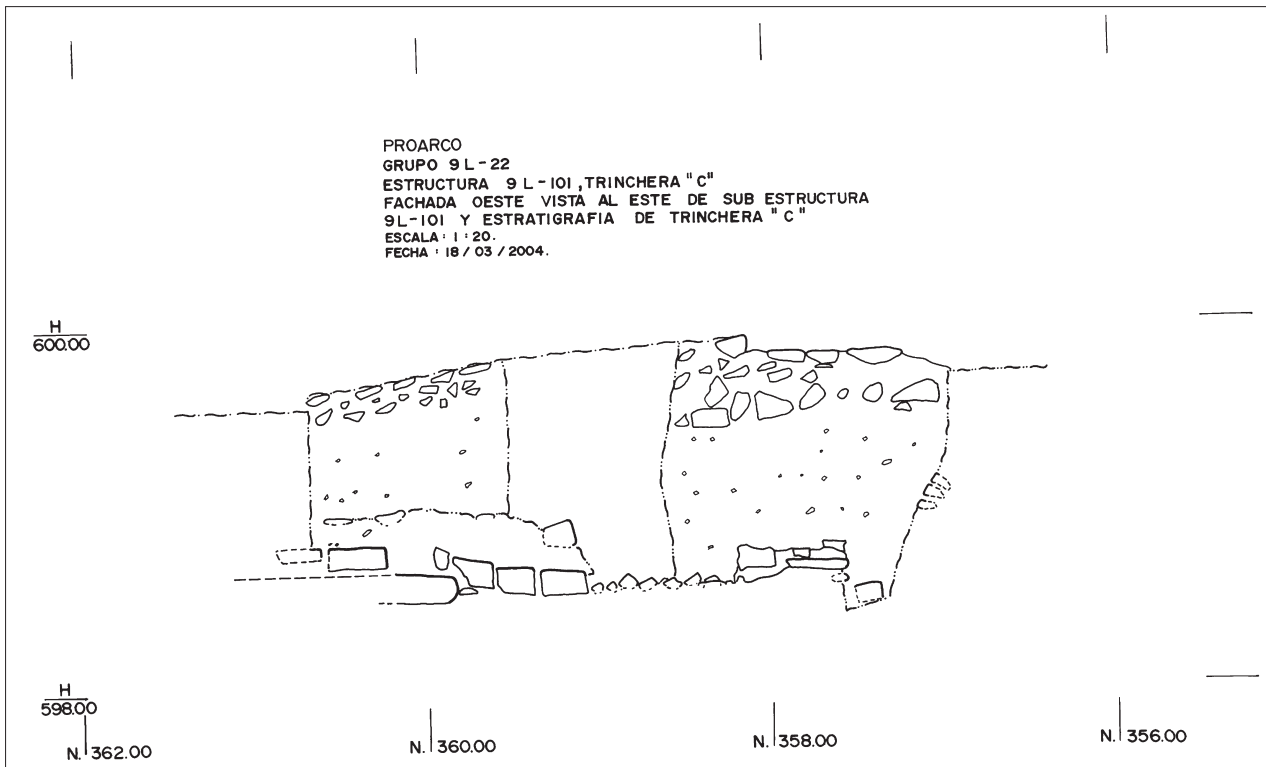 PROARCO
GRUPO 9L-22
ESTRUCTURA 9L-101, TRINCHERA "C"
FACHADA OESTE VISTA AL ESTE DE SUB ESTRUCTURA
9L-101 Y ESTRATIGRAFIA DE TRINCHERA "C"
ESCALA: 1:20.
FECHA: 18/03/2004.
H
600.00
H
598.00
N. 362.00
N. 360.00
N. 358.00
N. 356.00